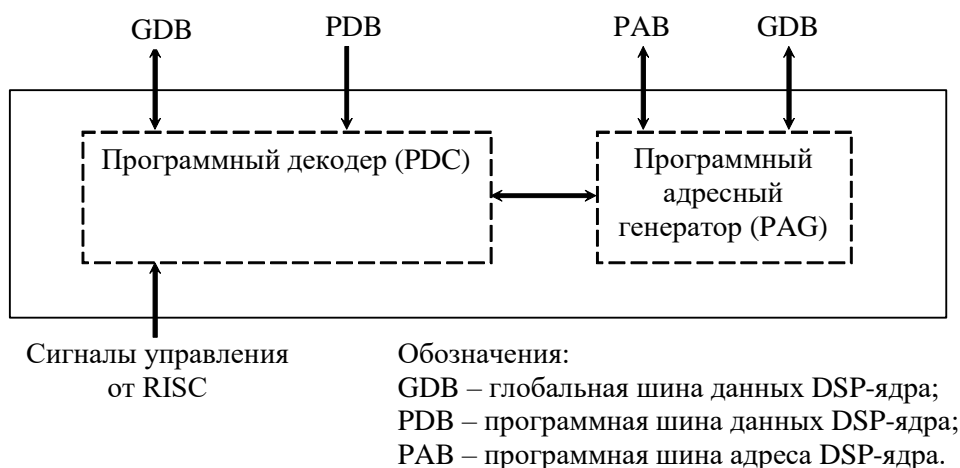 GDB PDB PAB GDB
Программный декодер (PDC)
Программный
адресный
генератор (PAG)
Сигналы управления
от RISC
Обозначения:
GDB – глобальная шина данных DSP-ядра;
PDB – программная шина данных DSP-ядра;
PAB – программная шина адреса DSP-ядра.